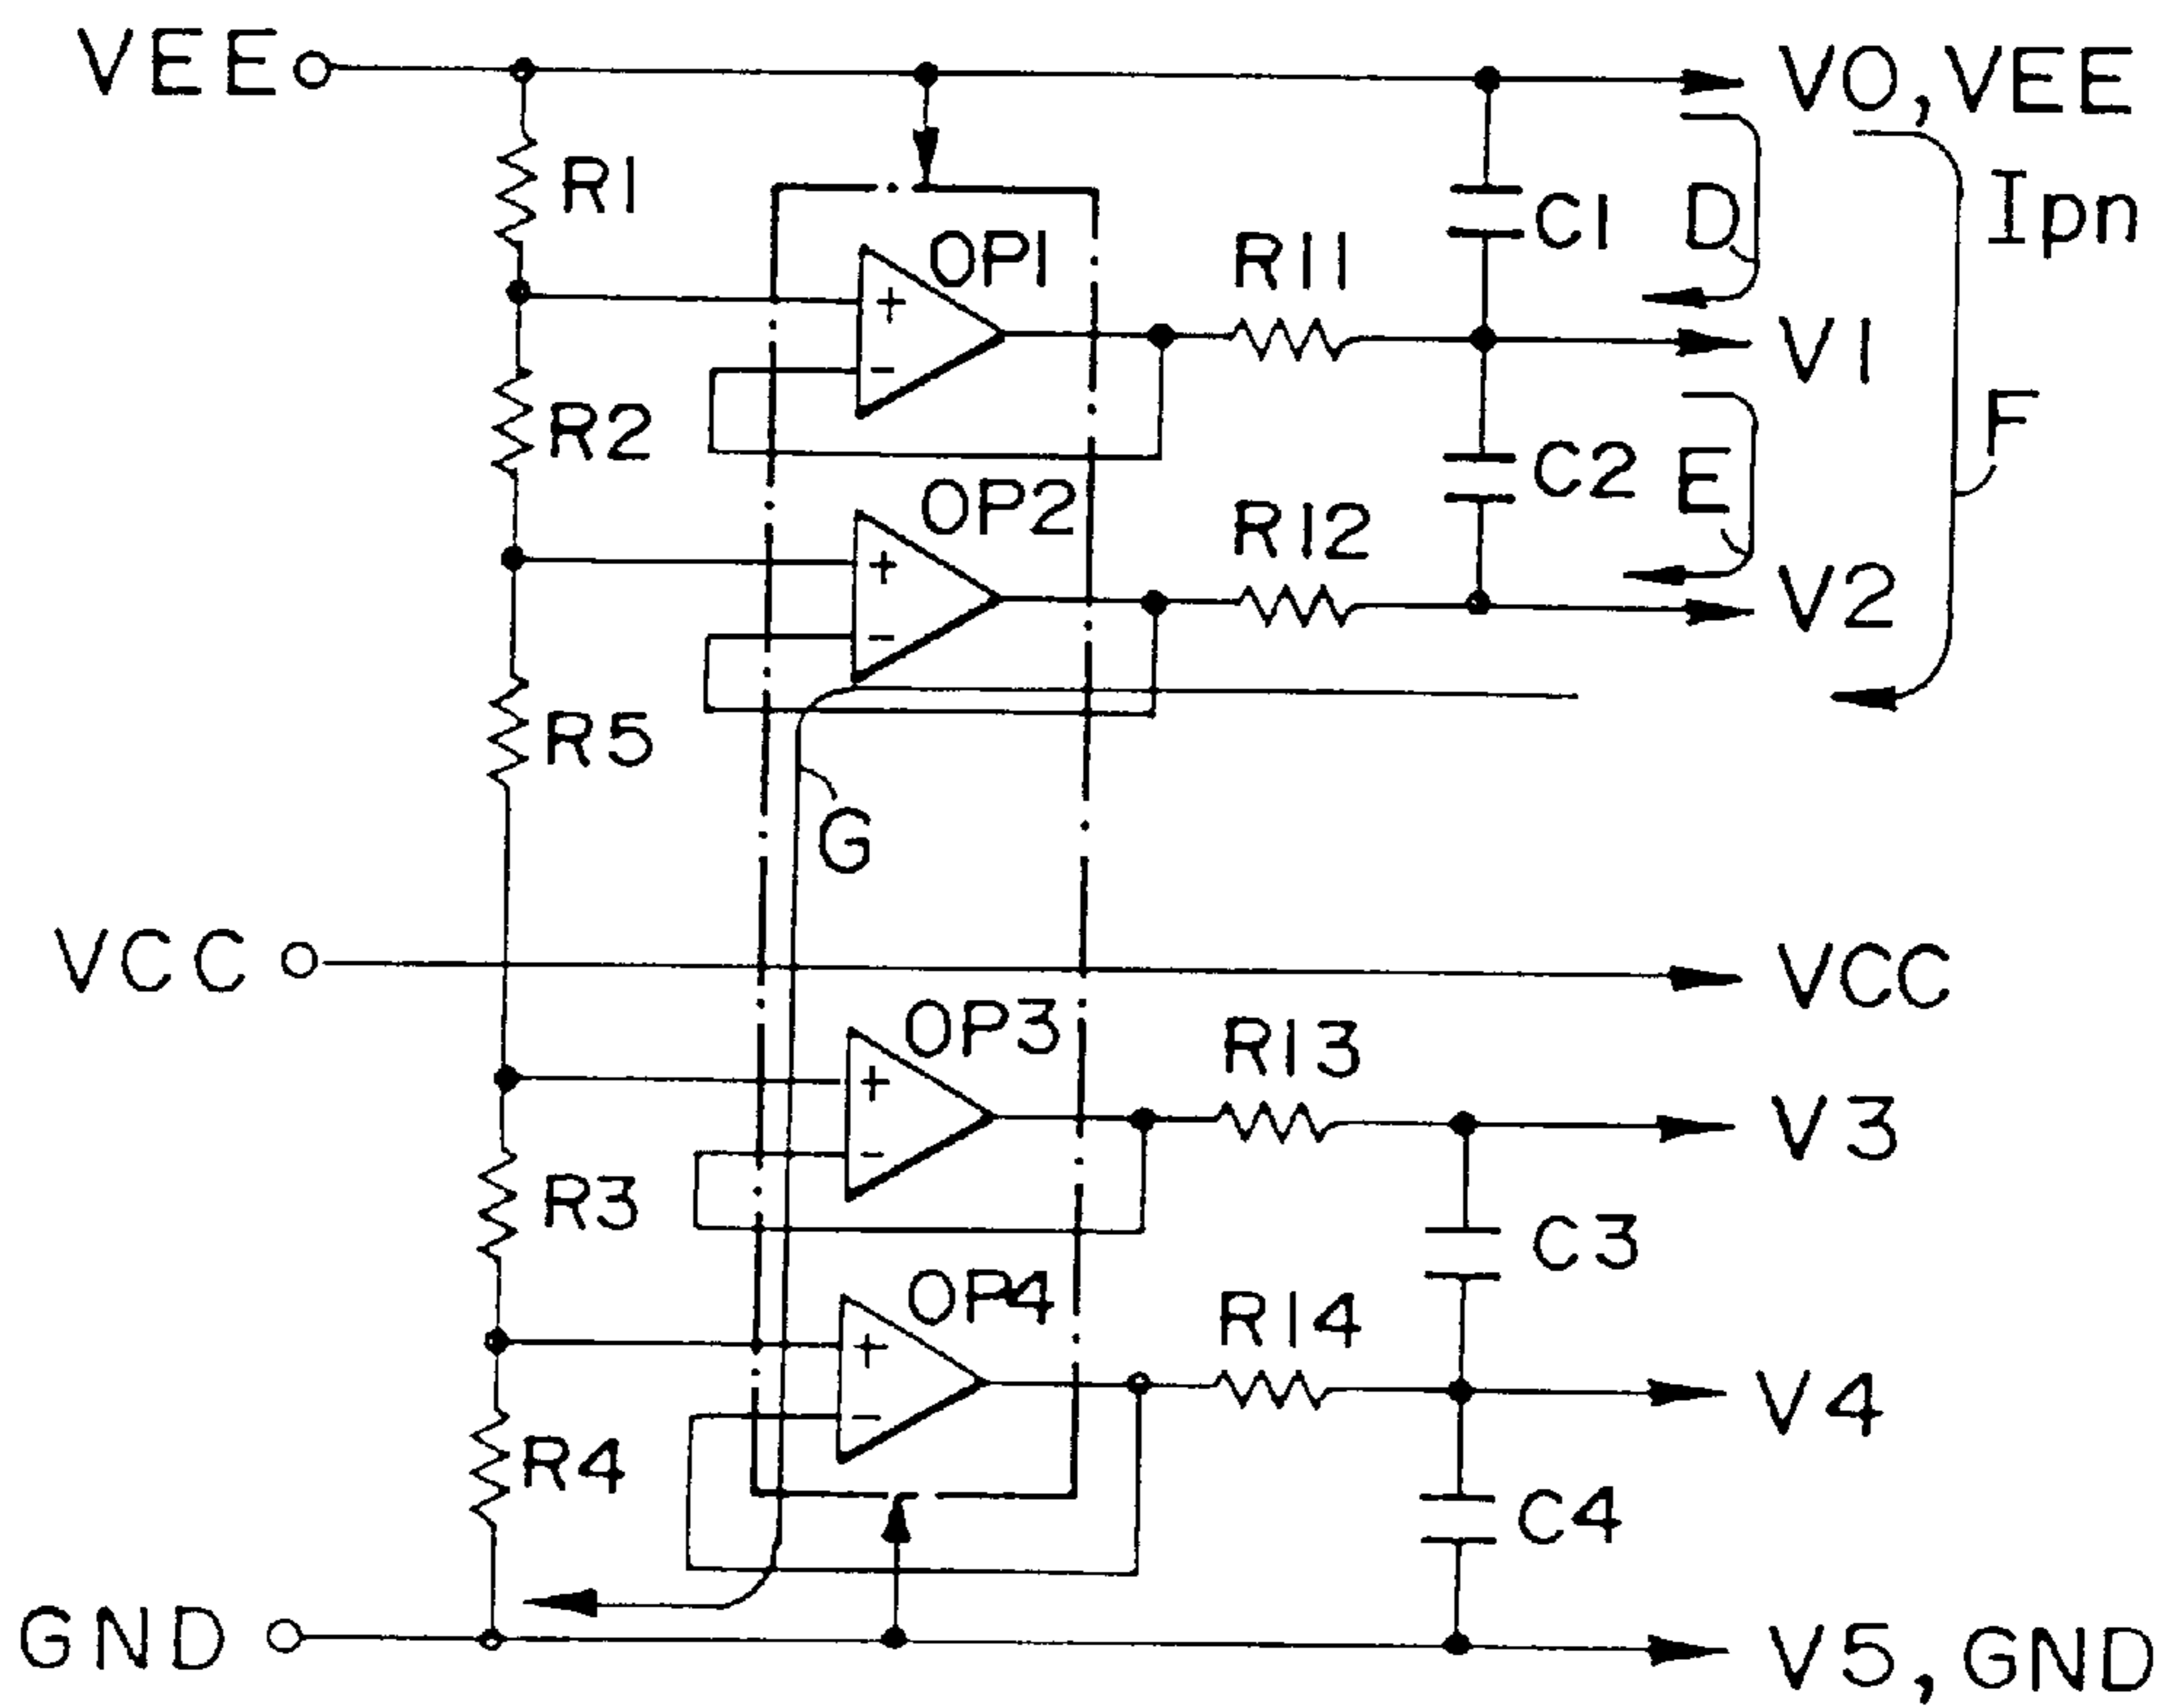 VEE
V0,VEE
R1
C1
D
Ipn
OP1
+
-
R11
V1
R2
C2
E
F
OP2
+
-
R12
V2
R5
G
VCC
VCC
OP3
+
-
R13
V3
R3
C3
OP4
+
-
R14
V4
R4
C4
GND
V5,GND